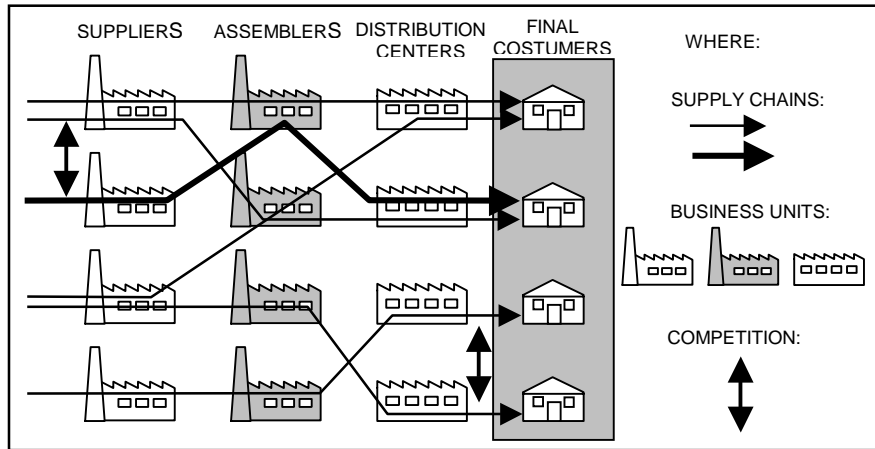 SUPPLIERS
ASSEMBLERS
DISTRIBUTION
CENTERS
FINAL
COSTUMERS
WHERE:
SUPPLY CHAINS:
BUSINESS UNITS:
COMPETITION: